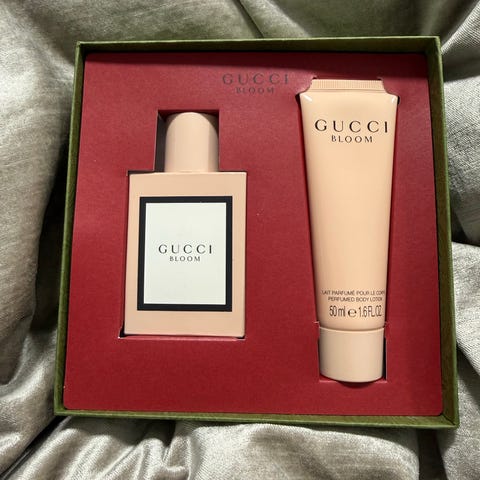 GUCCI
BLOOM
GUCCI
BLOOM
LAIT PARFUMÉ POUR LE CORPS
PERFUMED BODY LOTION
50 ml e 1.6 FL.OZ.
GUCCI
BLOOM